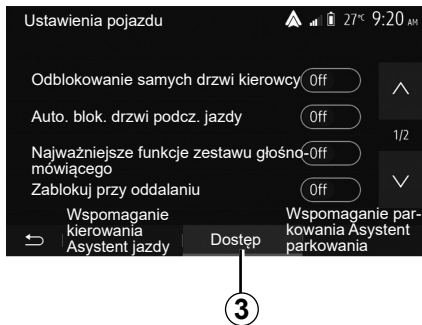 Ustawienia pojazdu 27°C 9:20 AM
Odblokowanie samych drzwi kierowcy Off
Auto. blok. drzwi podcz. jazdy Off
1/2
Najważniejsze funkcje zestawu głośno- Off
mówiącego
Zablokuj przy oddalaniu Off
Wspomaganie
kierowania
Asystent jazdy
Dostęp
Wspomaganie par-
kowania Asystent
parkowania
3